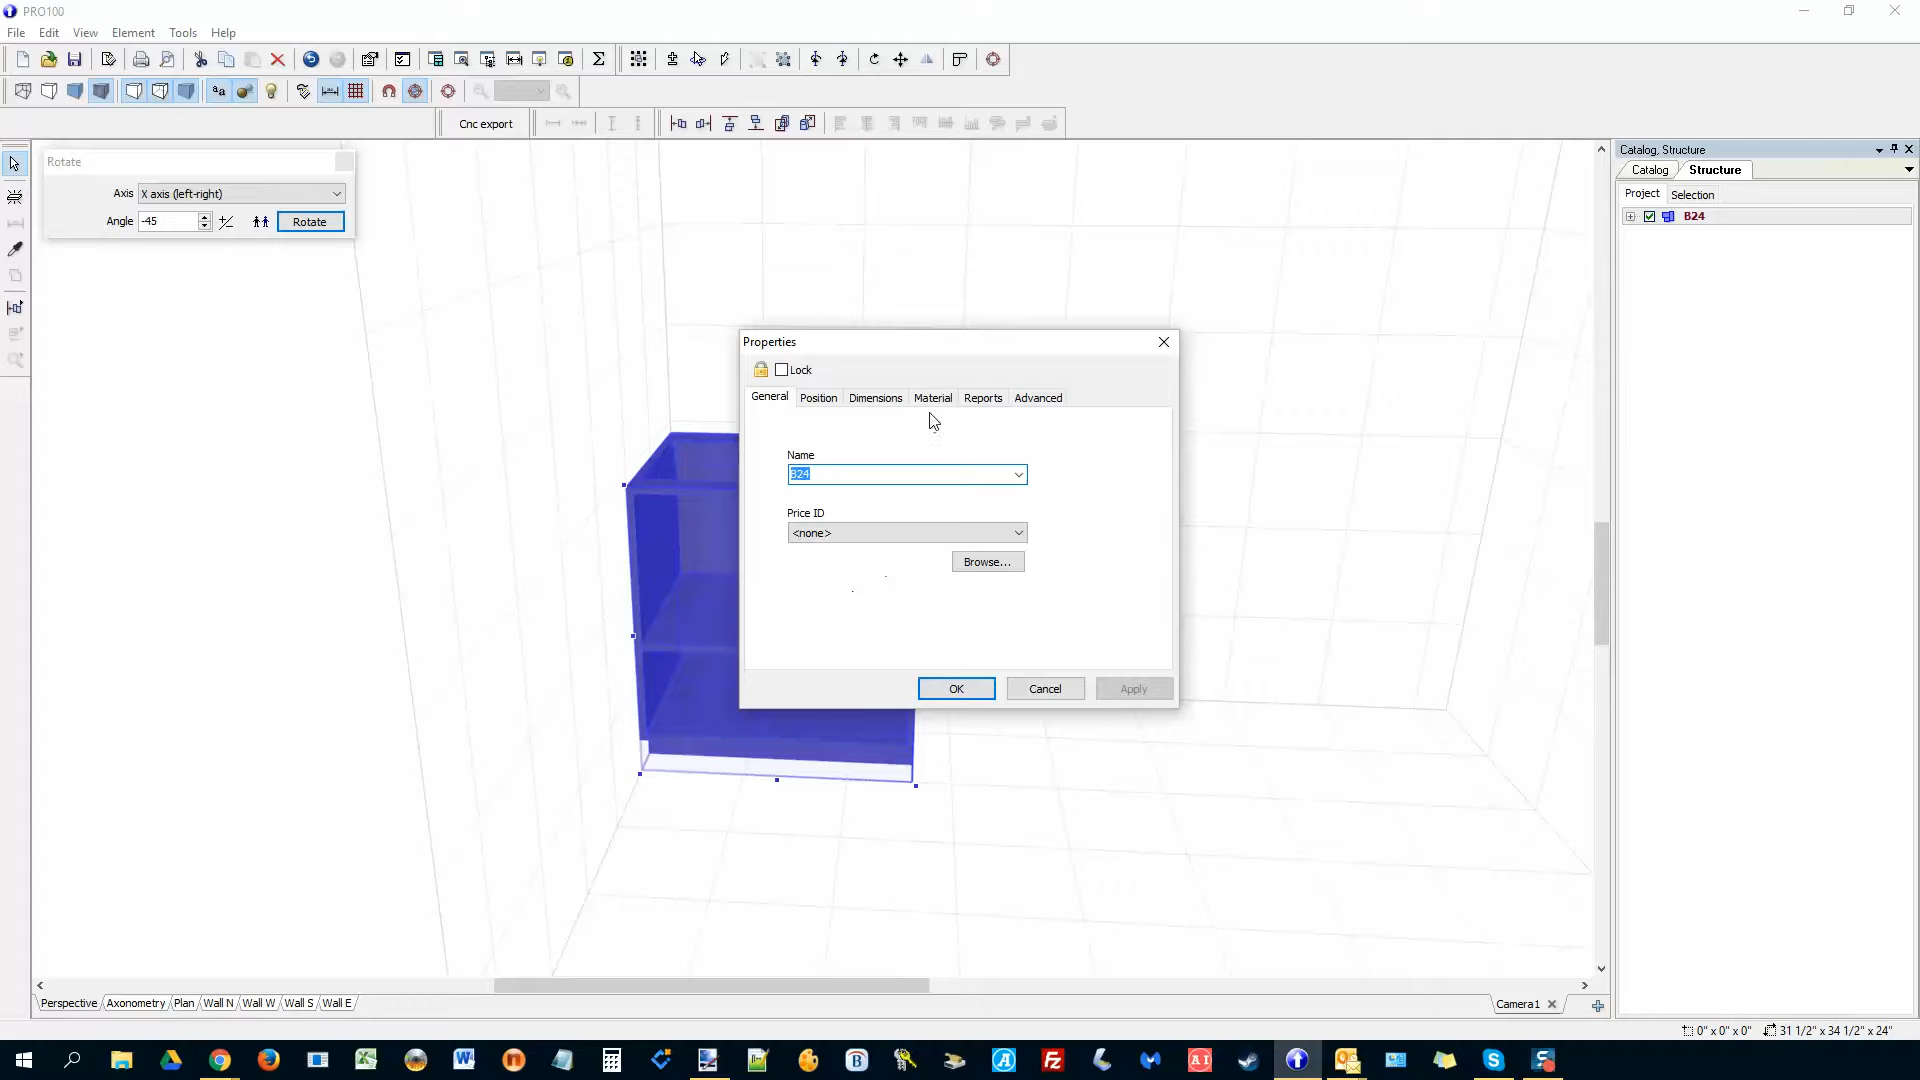 PRO100
File Edit View Element Tools Help
Cnc export
Rotate
Axis X axis (left-right)
Angle -45 Rotate
Catalog, Structure
Catalog Structure
Project Selection
B24
Properties
Lock
General Position Dimensions Material Reports Advanced
Name
B24
Price ID
<none>
Browse...
OK Cancel Apply
Perspective Axonometry Plan Wall N Wall W Wall S Wall E
Camera1
0" x 0" x 0" 31 1/2" x 34 1/2" x 24"